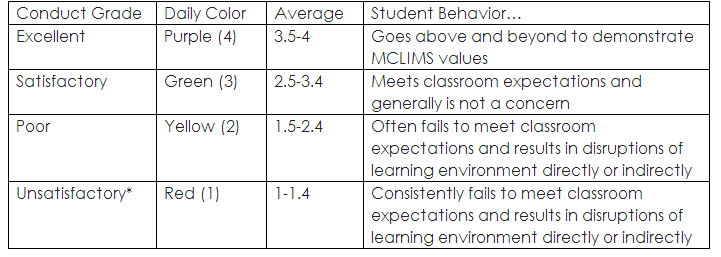 Conduct Grade Daily Color Average Student Behavior…
Excellent Purple (4) 3.5-4 Goes above and beyond to demonstrate
MCLIMS values
Satisfactory Green (3) 2.5-3.4 Meets classroom expectations and
generally is not a concern
Poor Yellow (2) 1.5-2.4 Often fails to meet classroom
expectations and results in disruptions of
learning environment directly or indirectly
Unsatisfactory* Red (1) 1-1.4 Consistently fails to meet classroom
expectations and results in disruptions of
learning environment directly or indirectly